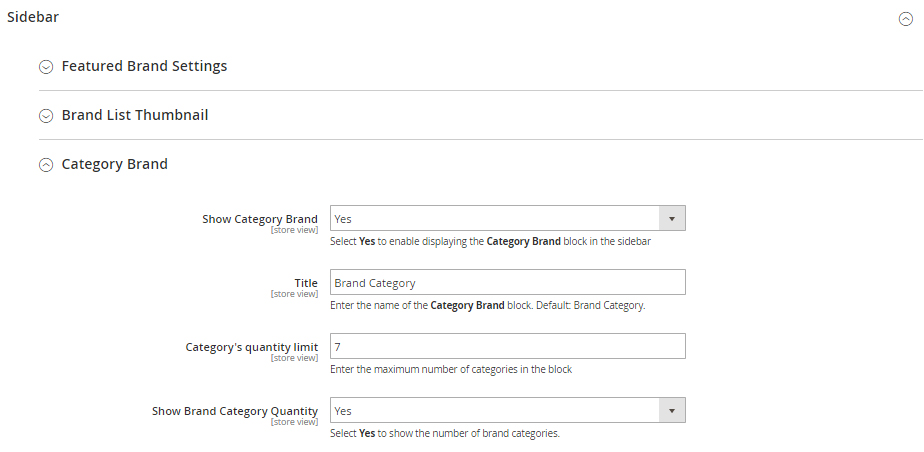 Sidebar
Featured Brand Settings
Brand List Thumbnail
Category Brand
Show Category Brand
[store view]
Yes
Select Yes to enable displaying the Category Brand block in the sidebar
Title
[store view]
Brand Category
Enter the name of the Category Brand block. Default: Brand Category.
Category's quantity limit
[store view]
7
Enter the maximum number of categories in the block
Show Brand Category Quantity
[store view]
Yes
Select Yes to show the number of brand categories.